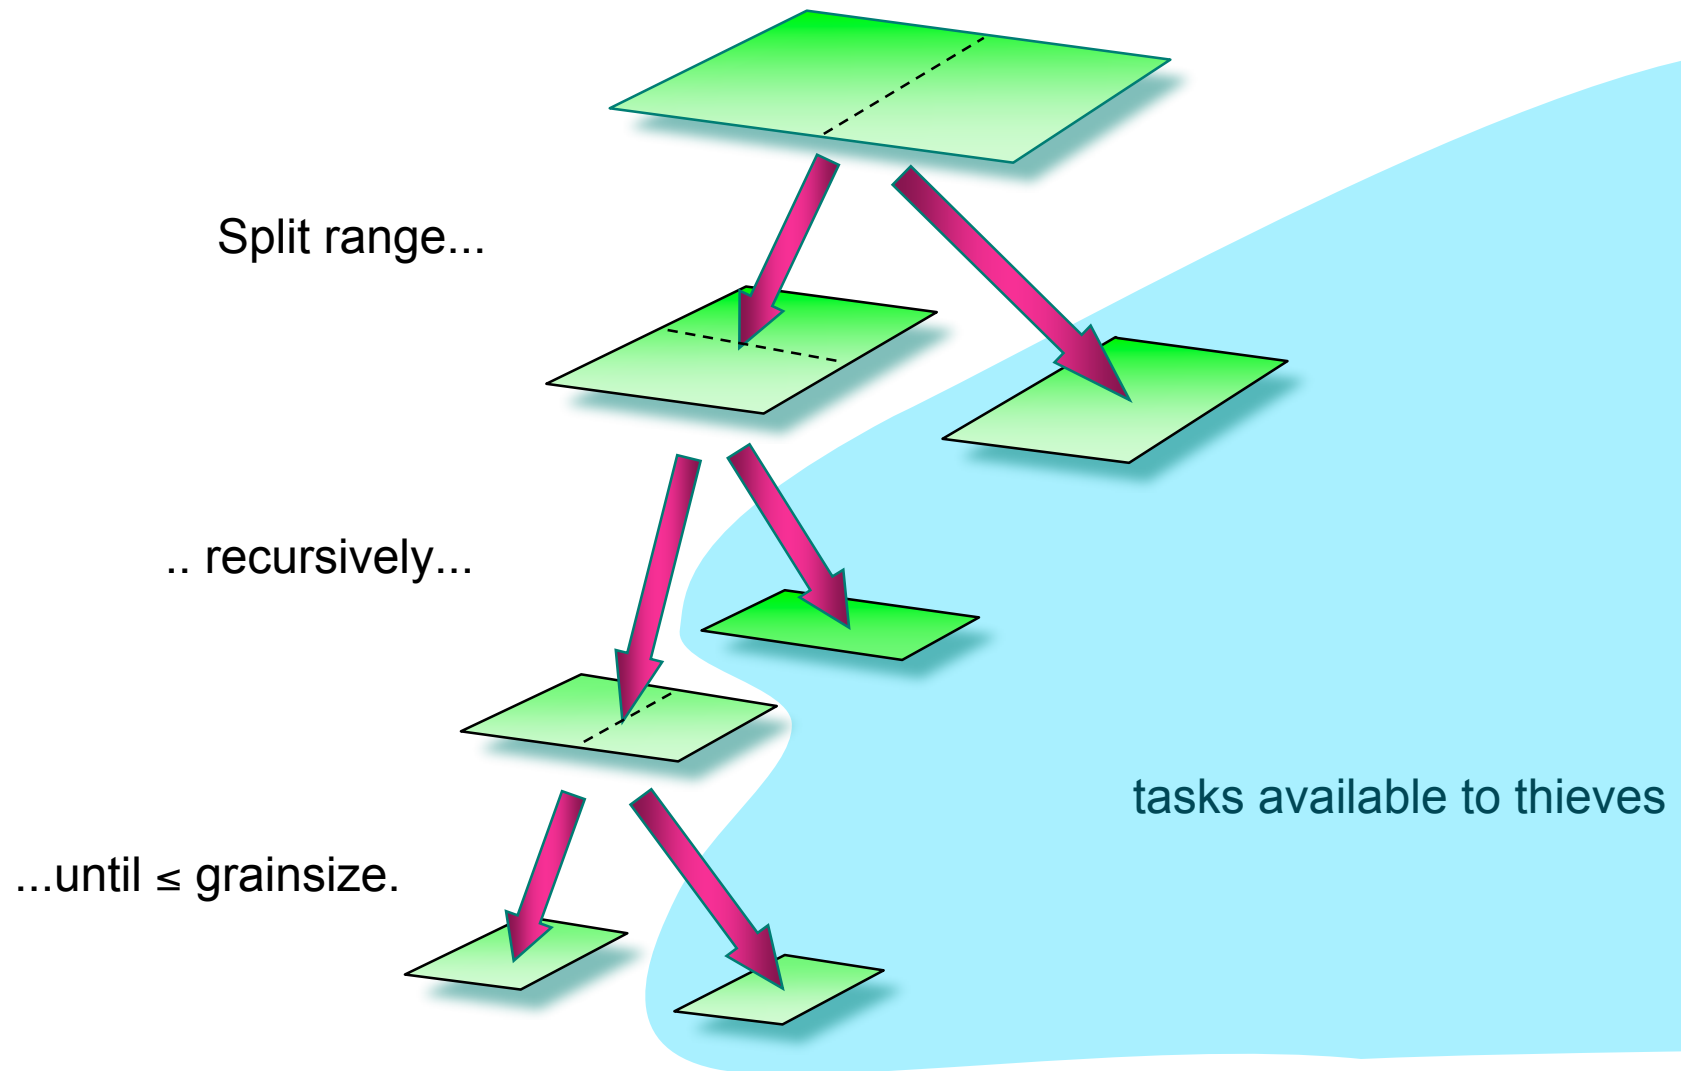 Split range...
.. recursively...
tasks available to thieves
...until ≤ grainsize.